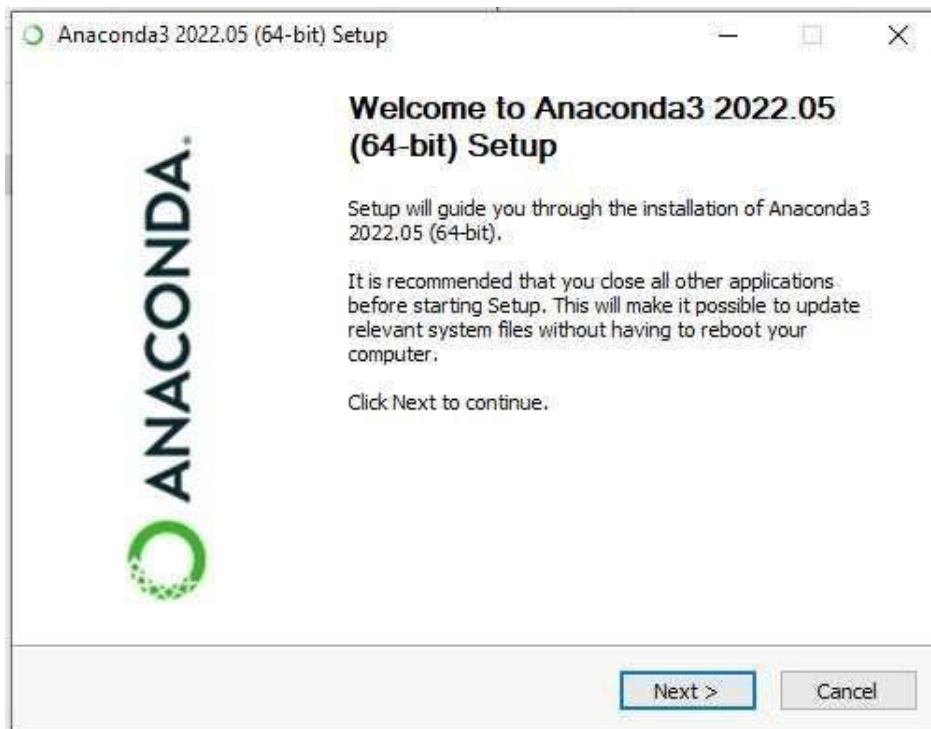 Anaconda3 2022.05 (64-bit) Setup
Welcome to Anaconda3 2022.05
(64-bit) Setup
ANACONDA.
Setup will guide you through the installation of Anaconda3
2022.05 (64-bit).
It is recommended that you close all other applications
before starting Setup. This will make it possible to update
relevant system files without having to reboot your
computer.
Click Next to continue.
Next >
Cancel